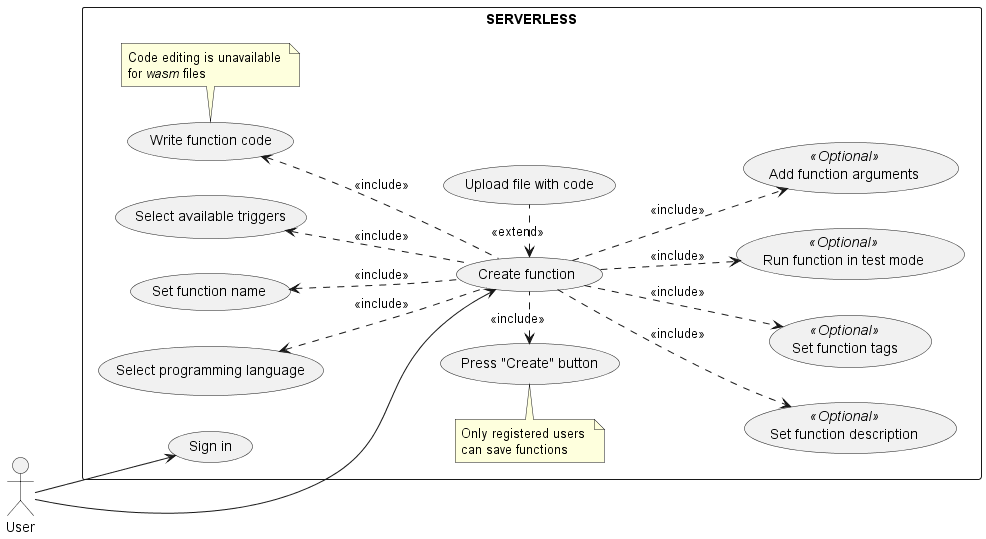 SERVERLESS
Code editing is unavailable
for wasm files
Write function code
«include»
Select available triggers
«include»
Set function name
«include»
Select programming language
«include»
Sign in
User
Upload file with code
«extend»
Create function
«include»
Press "Create" button
Only registered users
can save functions
«include»
«Optional»
Add function arguments
«include»
«Optional»
Run function in test mode
«include»
«Optional»
Set function tags
«include»
«Optional»
Set function description